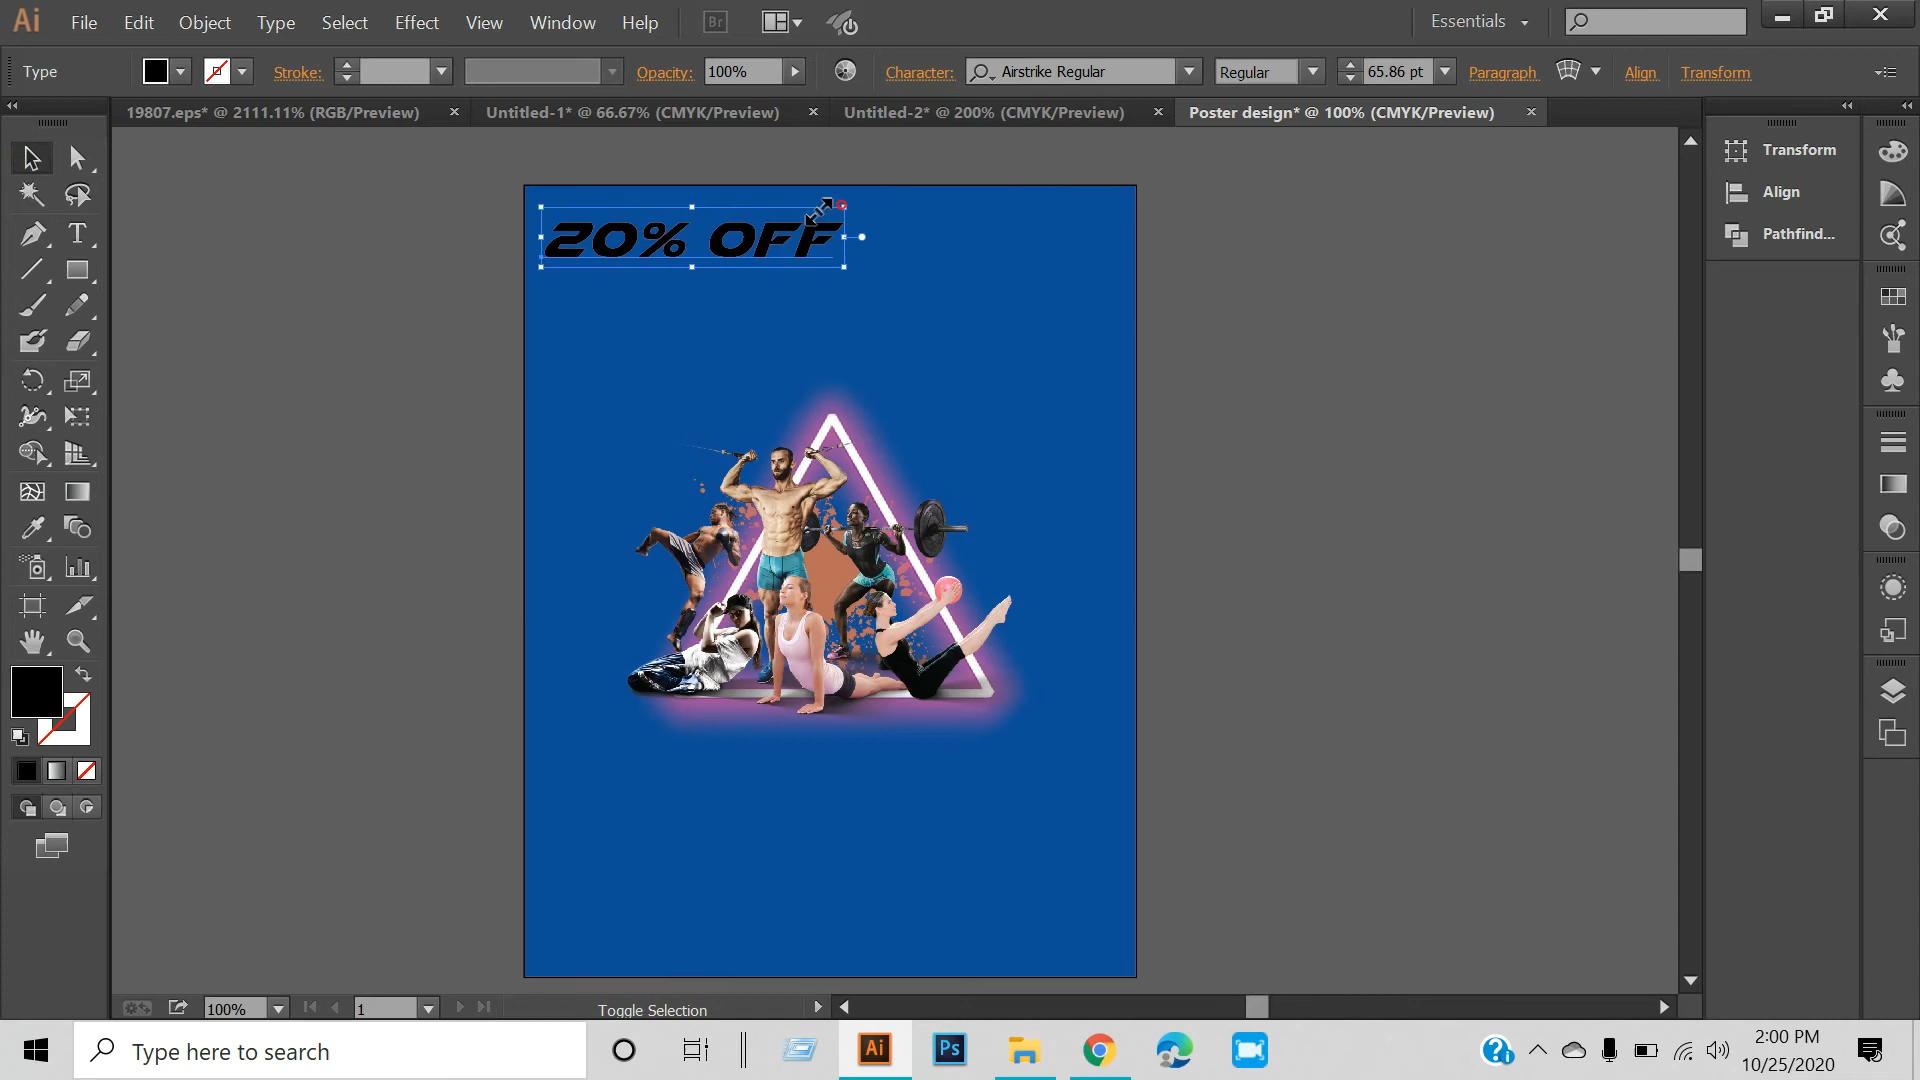 Ai File Edit Object Type Select Effect View Window Help Br Essentials
Type Stroke: Opacity: 100% Character: Airstrike Regular Regular 65.86 pt Paragraph Align Transform
19807.eps* @ 2111.11% (RGB/Preview) Untitled-1* @ 66.67% (CMYK/Preview) Untitled-2* @ 200% (CMYK/Preview) Poster design* @ 100% (CMYK/Preview)
Transform
Align
Pathfind...
20% OFF
100% 1 Toggle Selection
Type here to search
Ai
Ps
2:00 PM
10/25/2020